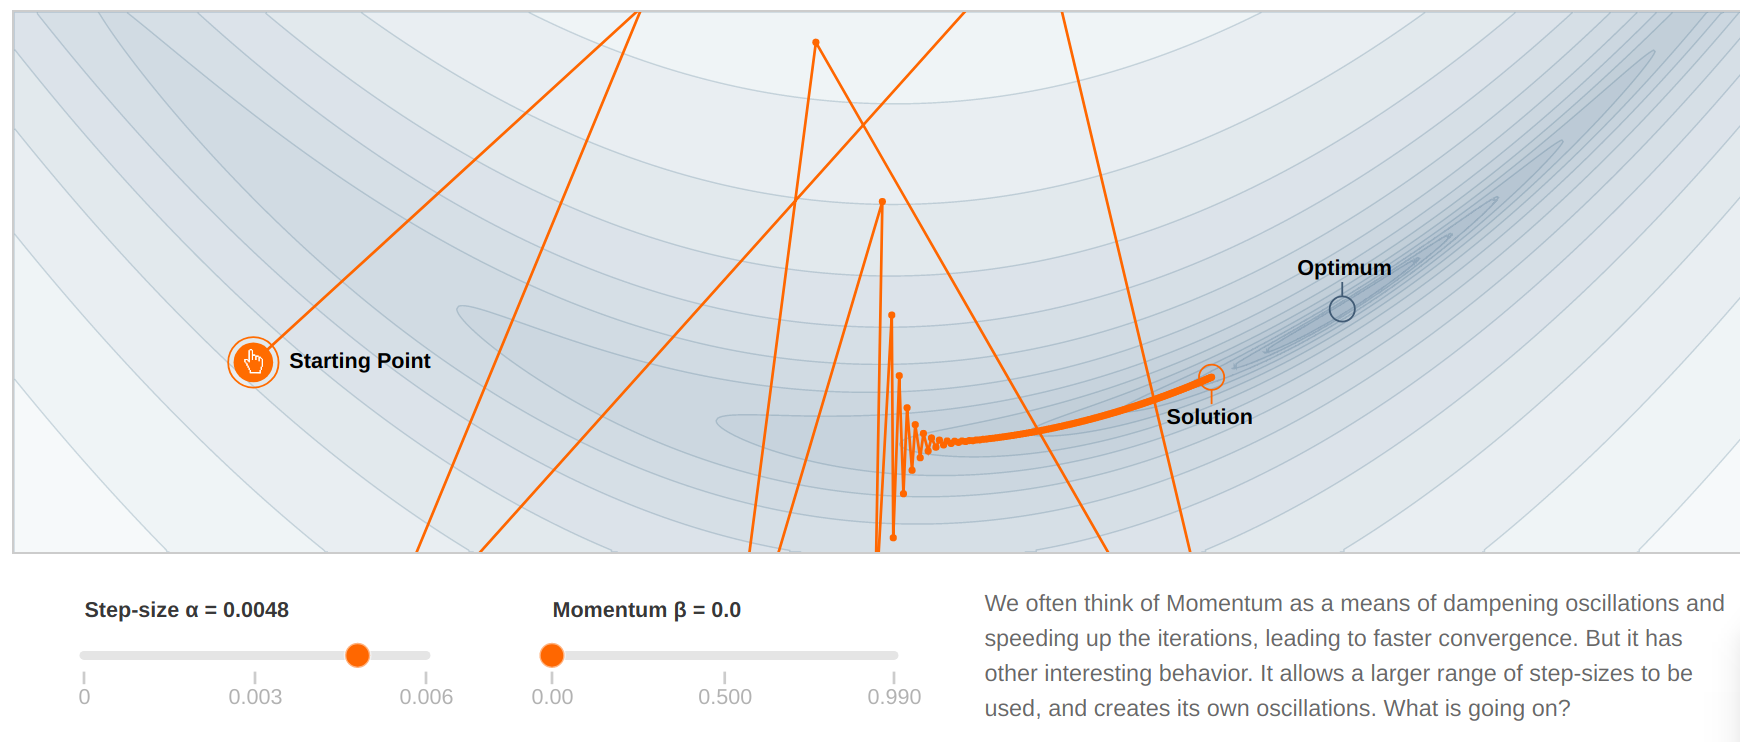 Optimum
Starting Point
Solution
Step-size α = 0.0048
0
0.003
0.006
Momentum β = 0.0
0.00
0.500
0.990
We often think of Momentum as a means of dampening oscillations and
speeding up the iterations, leading to faster convergence. But it has
other interesting behavior. It allows a larger range of step-sizes to be
used, and creates its own oscillations. What is going on?